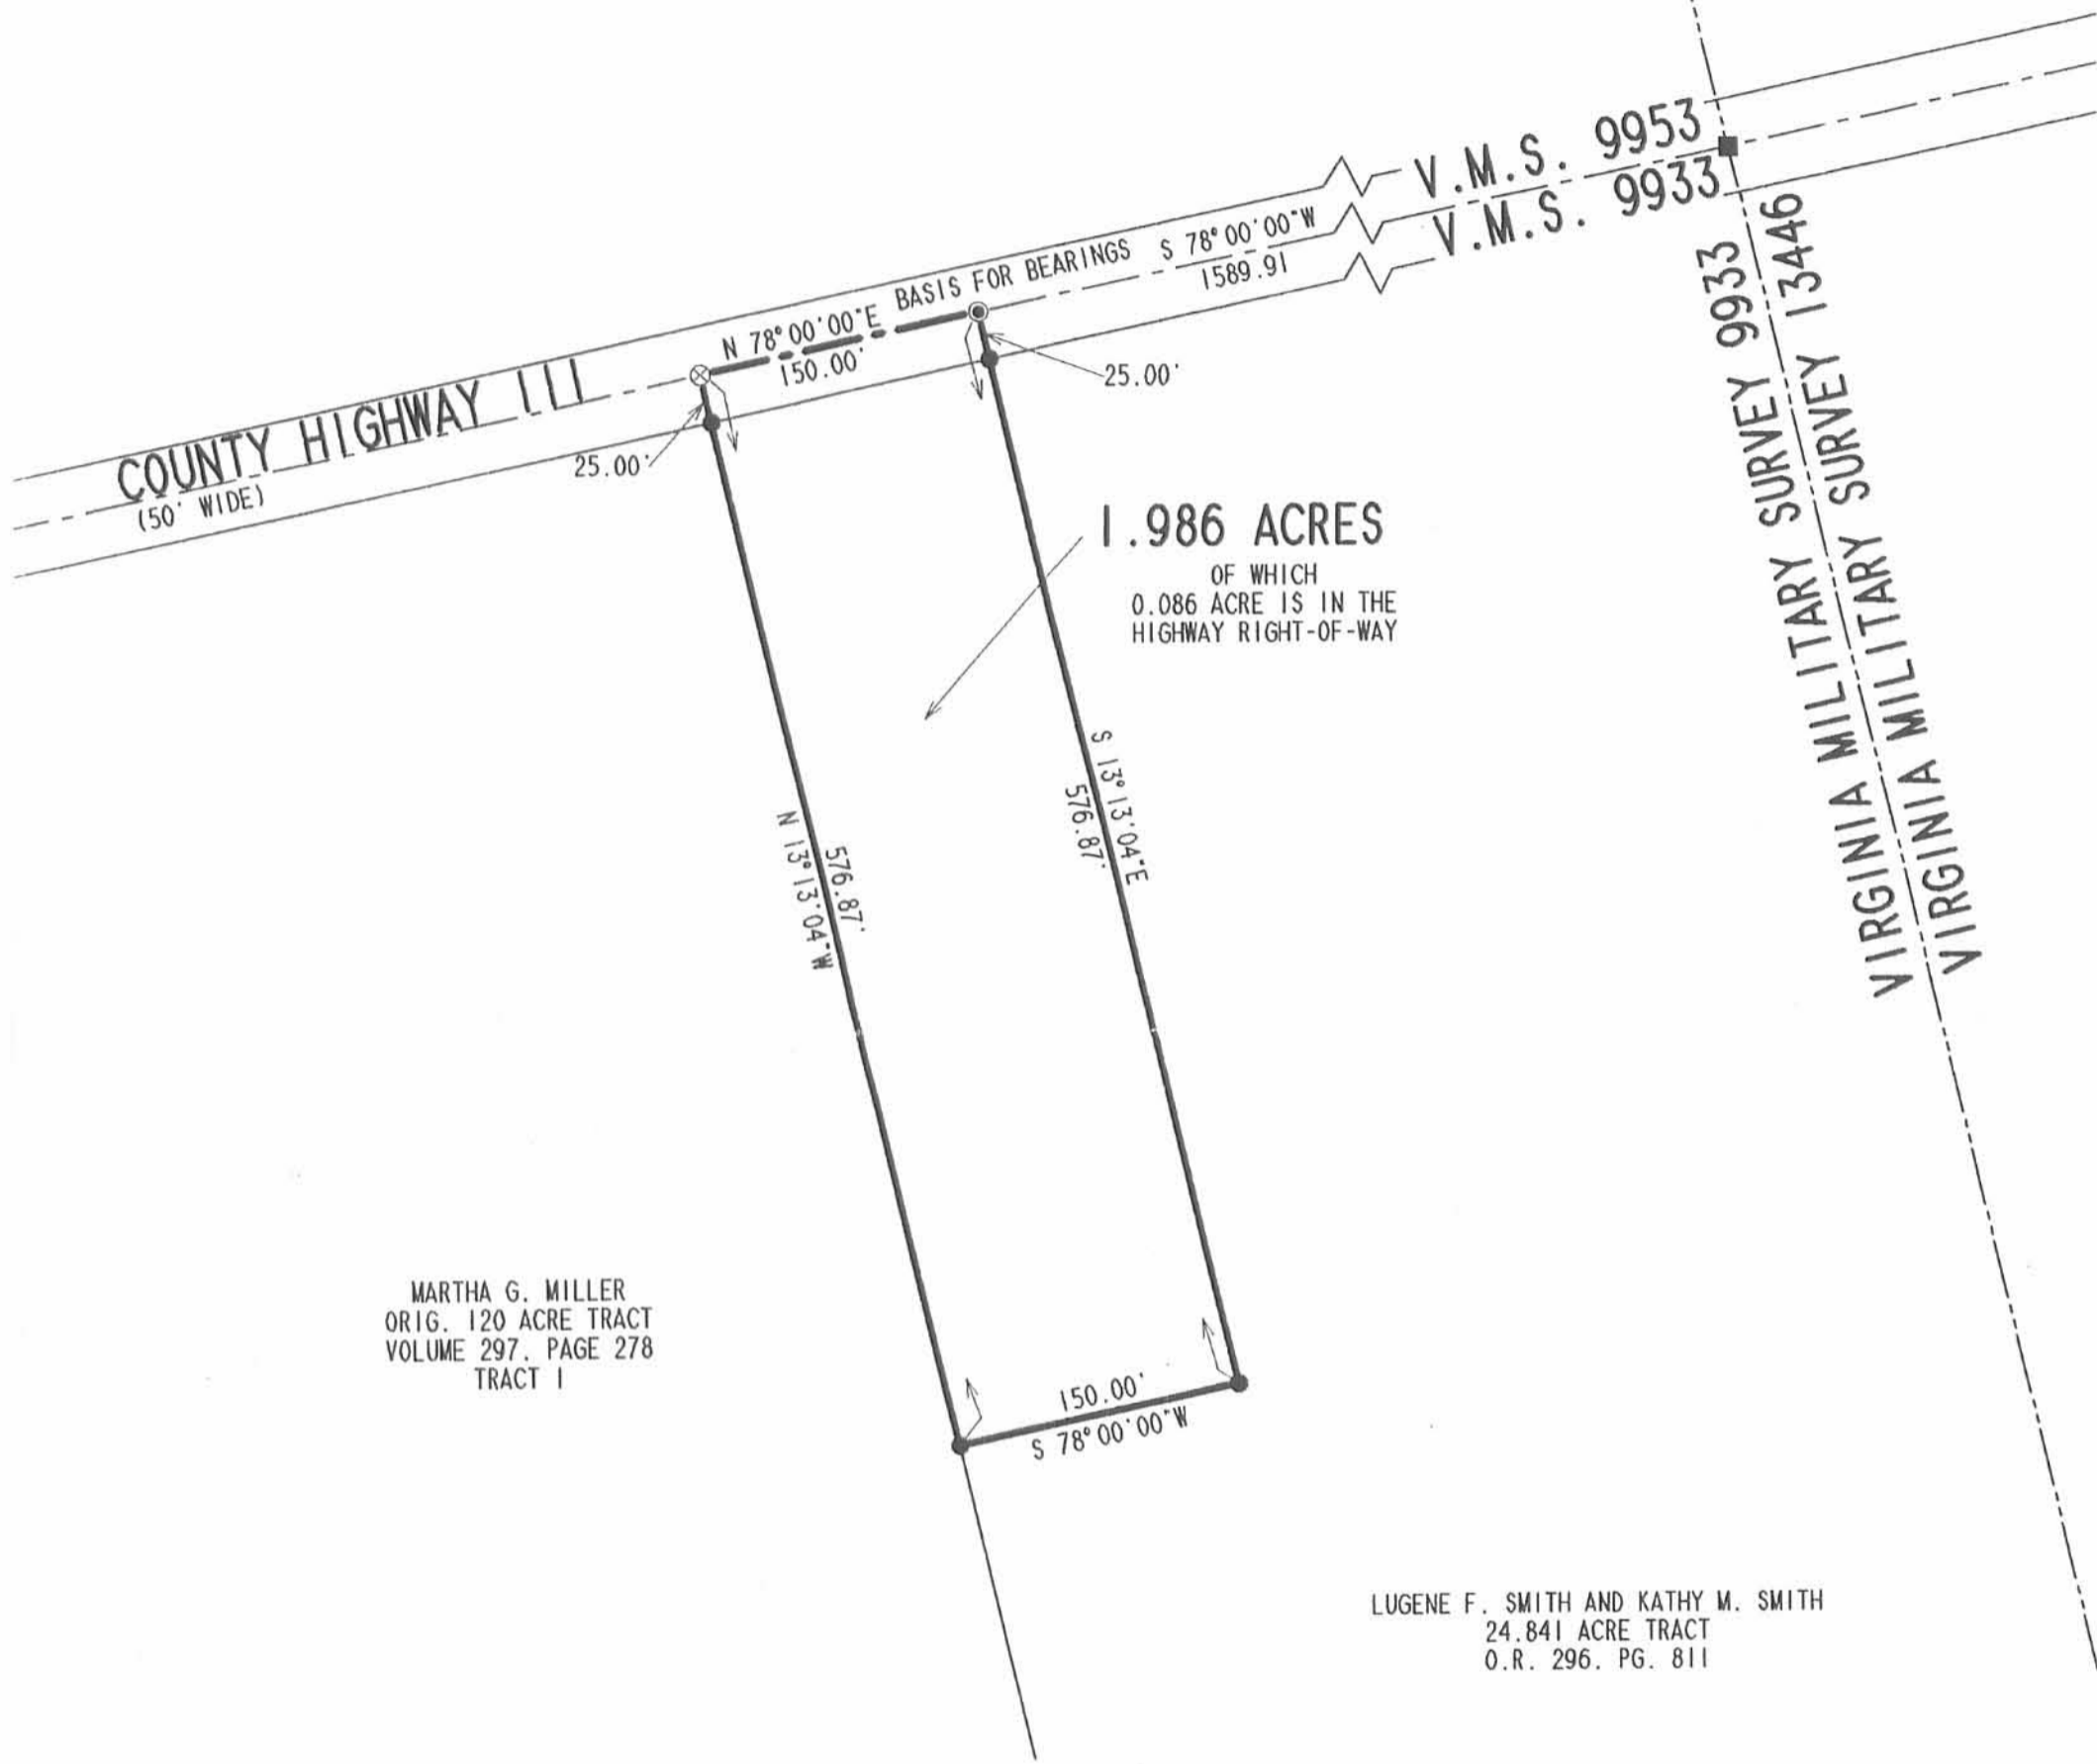 V.M.S. 9953
V.M.S. 9933
BASIS FOR BEARINGS S 78°00'00"W
1589.91
N 78°00'00"E
150.00'
COUNTY HIGHWAY 111
(50' WIDE)
25.00'
25.00'
VIRGINIA MILITARY SURVEY 9933
VIRGINIA MILITARY SURVEY 13446
1.986 ACRES
OF WHICH
0.086 ACRE IS IN THE
HIGHWAY RIGHT-OF-WAY
S 13°13'04"E
576.87'
576.87'
N 13°13'04"W
MARTHA G. MILLER
ORIG. 120 ACRE TRACT
VOLUME 297, PAGE 278
TRACT 1
150.00'
S 78°00'00"W
LUGENE F. SMITH AND KATHY M. SMITH
24.841 ACRE TRACT
O.R. 296, PG. 811